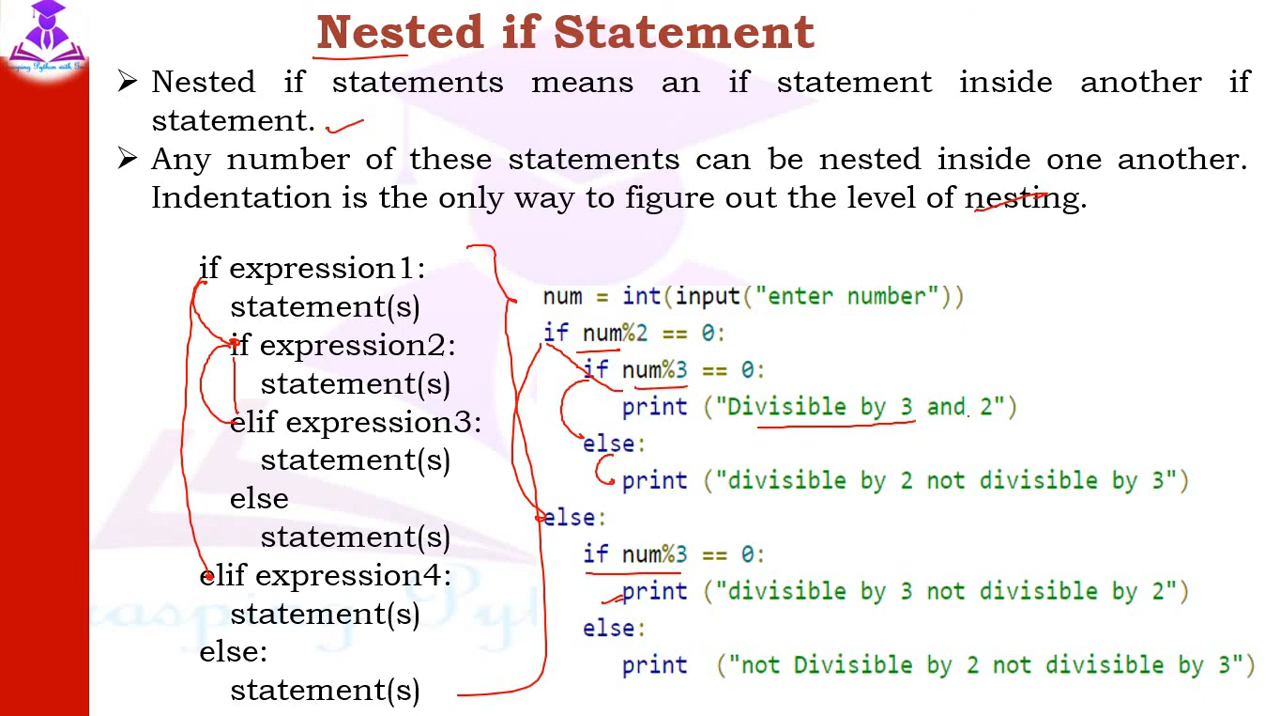 Nested if Statement
➢ Nested if statements means an if statement inside another if
statement.
➢ Any number of these statements can be nested inside one another.
Indentation is the only way to figure out the level of nesting.
if expression1:
statement(s)
if expression2:
statement(s)
elif expression3:
statement(s)
else
statement(s)
elif expression4:
statement(s)
else:
statement(s)
num = int(input("enter number"))
if num%2 == 0:
if num%3 == 0:
print ("Divisible by 3 and 2")
else:
print ("divisible by 2 not divisible by 3")
else:
if num%3 == 0:
print ("divisible by 3 not divisible by 2")
else:
print ("not Divisible by 2 not divisible by 3")